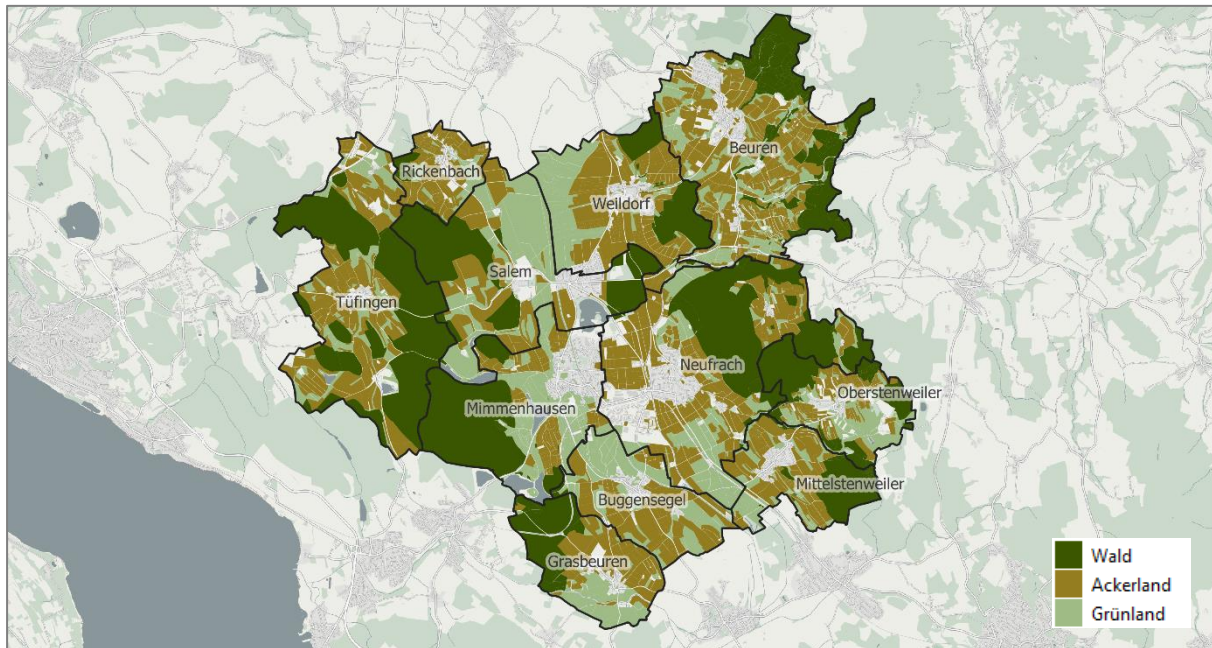 Beuren
Rickenbach
Weildorf
Salem
Tüfingen
Neufrach
Oberstenweiler
Mimmenhausen
Mittelstenweiler
Buggensegel
Grasbeuren
Wald
Ackerland
Grünland